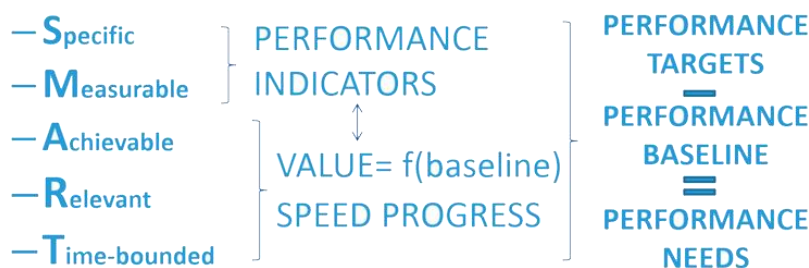 – Specific
– Measurable
– Achievable
– Relevant
– Time-bounded
PERFORMANCE
INDICATORS
VALUE= f(baseline)
SPEED PROGRESS
PERFORMANCE
TARGETS
–
PERFORMANCE
BASELINE
=
PERFORMANCE
NEEDS